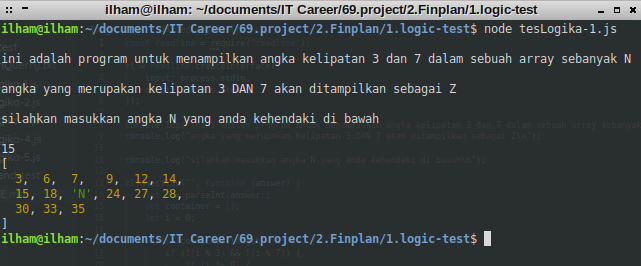 ilham@ilham: ~/documents/IT Career/69.project/2.Finplan/1.logic-test
ilham@ilham:~/documents/IT Career/69.project/2.Finplan/1.logic-test$ node tesLogika-1.js
ini adalah program untuk menampilkan angka kelipatan 3 dan 7 dalam sebuah array sebanyak N
angka yang merupakan kelipatan 3 DAN 7 akan ditampilkan sebagai Z
silahkan masukkan angka N yang anda kehendaki di bawah
15
[
3, 6, 7, 9, 12, 14,
15, 18, 'N', 24, 27, 28,
30, 33, 35
]
ilham@ilham:~/documents/IT Career/69.project/2.Finplan/1.logic-test$